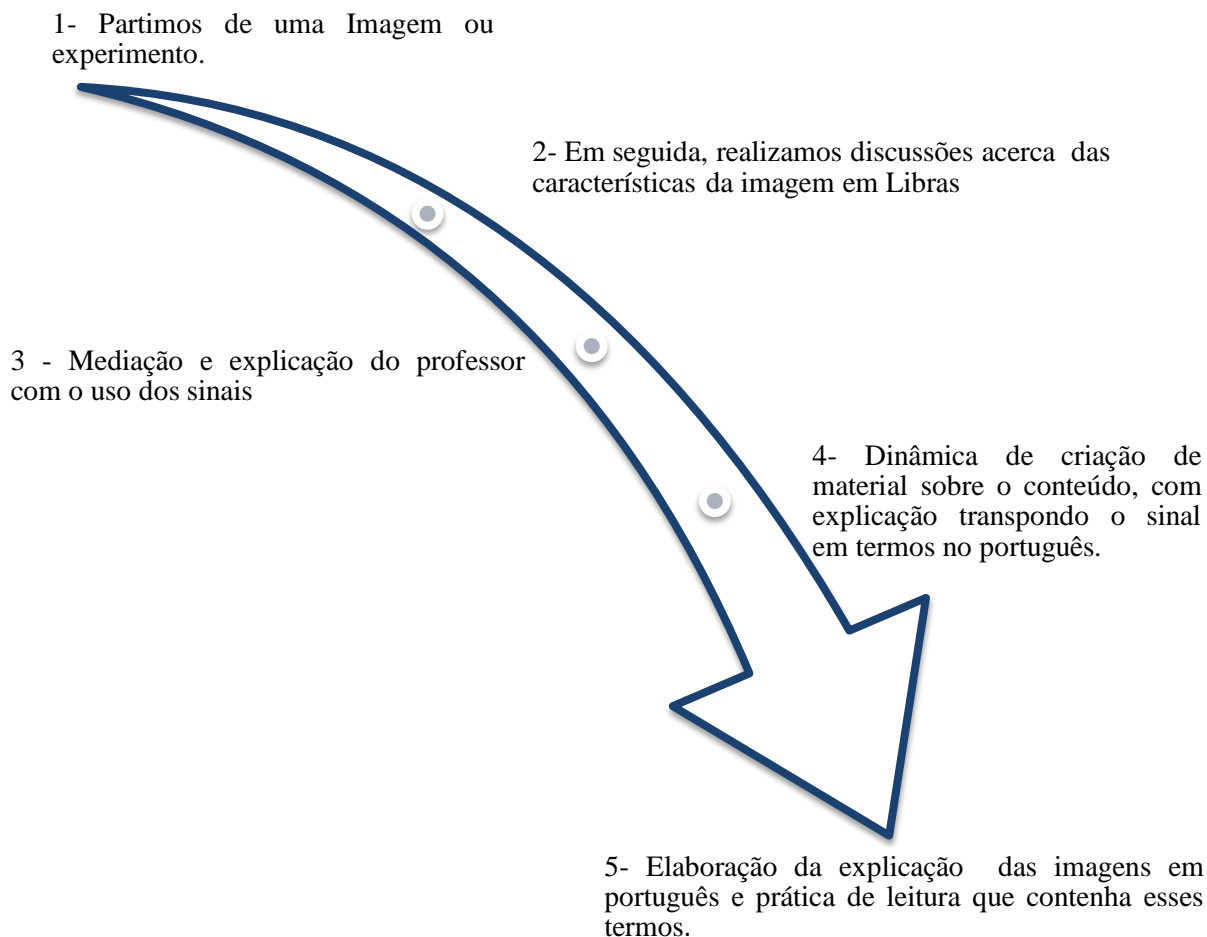 1- Partimos de uma Imagem ou
experimento.
2- Em seguida, realizamos discussões acerca das
características da imagem em Libras
3 - Mediação e explicação do professor
com o uso dos sinais
4- Dinâmica de criação de
material sobre o conteúdo, com
explicação transpondo o sinal
em termos no português.
5- Elaboração da explicação das imagens em
português e prática de leitura que contenha esses
termos.